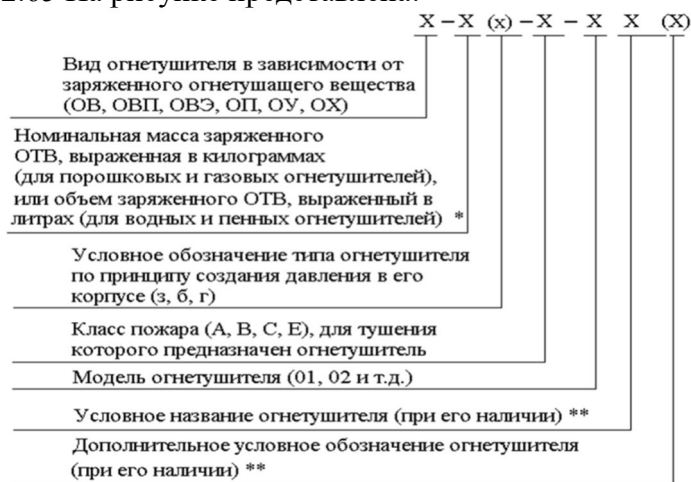 X – X (x) – X – X X (X)
Вид огнетушителя в зависимости от
заряженного огнетушащего вещества
(ОВ, ОВП, ОВЭ, ОП, ОУ, ОХ)
Номинальная масса заряженного
ОТВ, выраженная в килограммах
(для порошковых и газовых огнетушителей),
или объем заряженного ОТВ, выраженный в
литрах (для водных и пенных огнетушителей) *
Условное обозначение типа огнетушителя
по принципу создания давления в его
корпусе (з, б, г)
Класс пожара (А, В, С, Е), для тушения
которого предназначен огнетушитель
Модель огнетушителя (01, 02 и т.д.)
Условное название огнетушителя (при его наличии) **
Дополнительное условное обозначение огнетушителя
(при его наличии) **